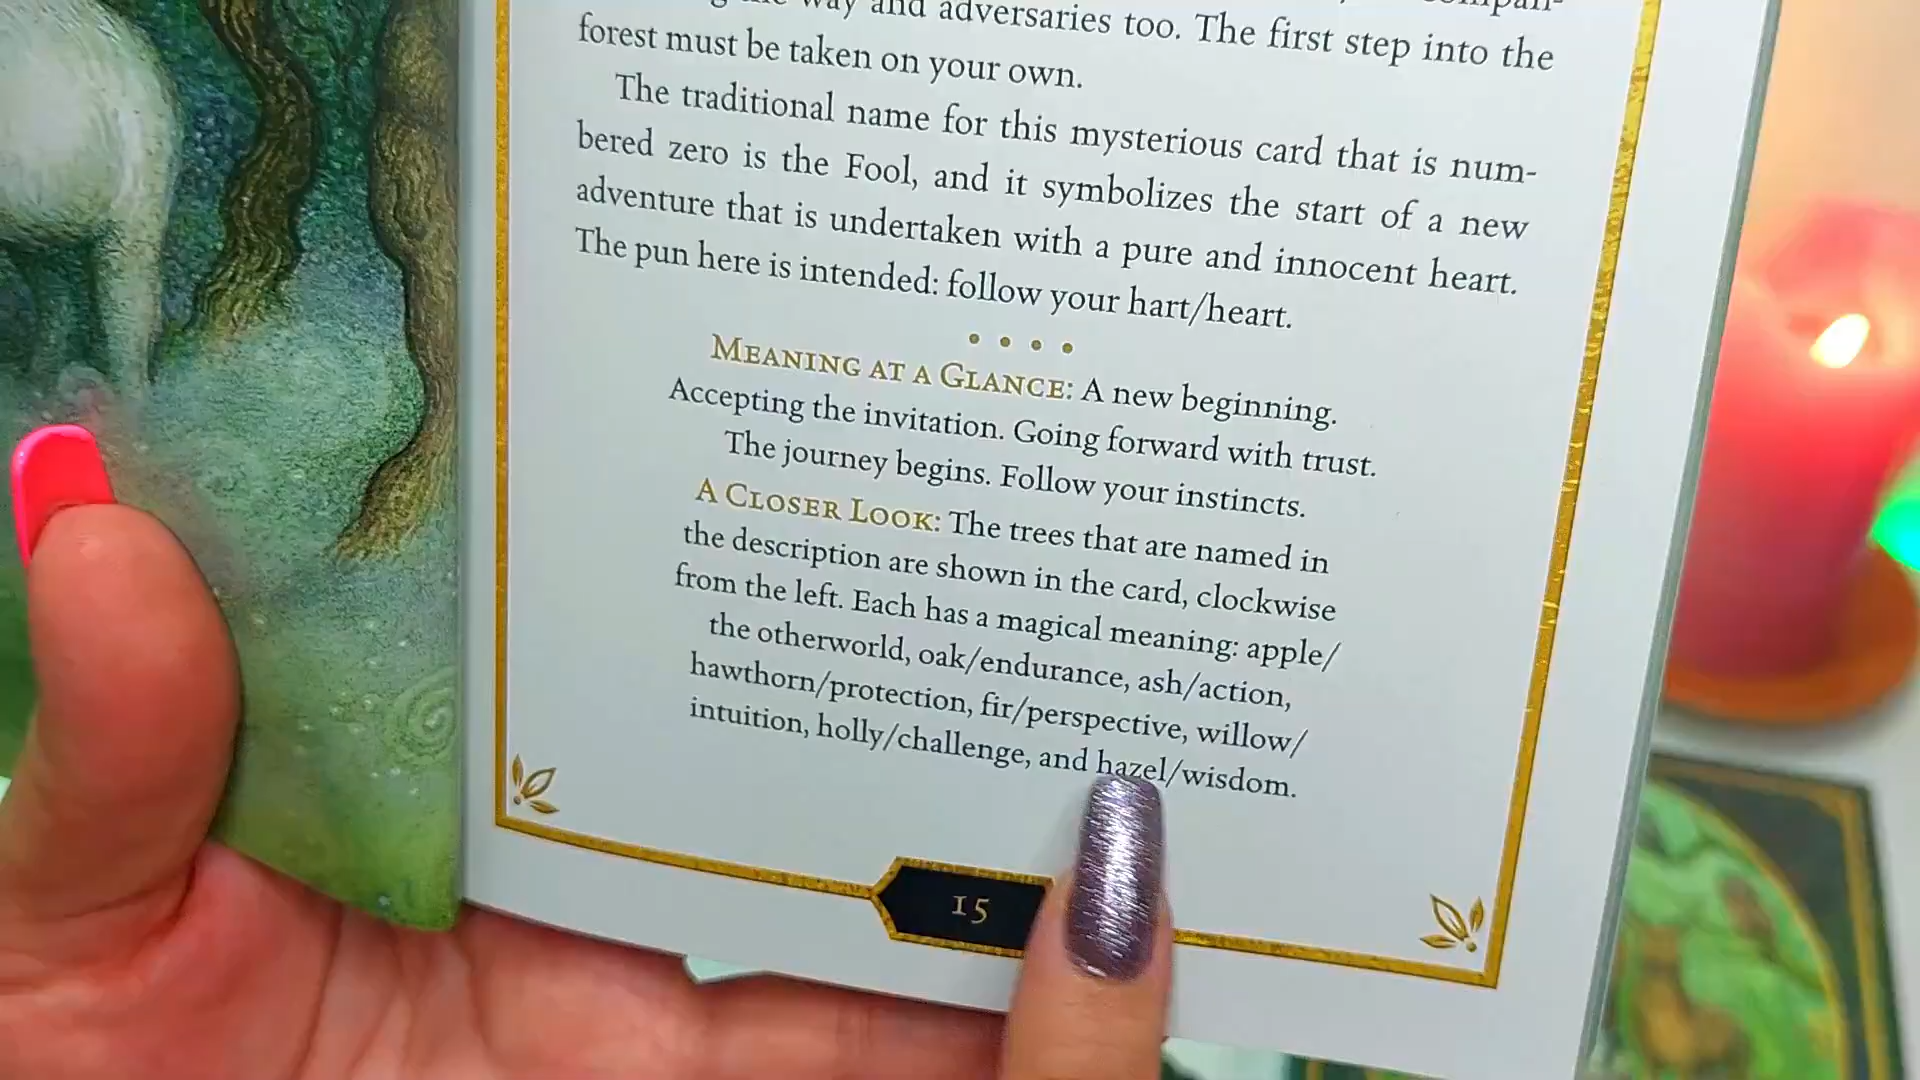 way and adversaries too. The first step into the
forest must be taken on your own.
The traditional name for this mysterious card that is num-
bered zero is the Fool, and it symbolizes the start of a new
adventure that is undertaken with a pure and innocent heart.
The pun here is intended: follow your hart/heart.
MEANING AT A GLANCE: A new beginning.
Accepting the invitation. Going forward with trust.
The journey begins. Follow your instincts.
A CLOSER LOOK: The trees that are named in
the description are shown in the card, clockwise
from the left. Each has a magical meaning: apple/
the otherworld, oak/endurance, ash/action,
hawthorn/protection, fir/perspective, willow/
intuition, holly/challenge, and hazel/wisdom.
15